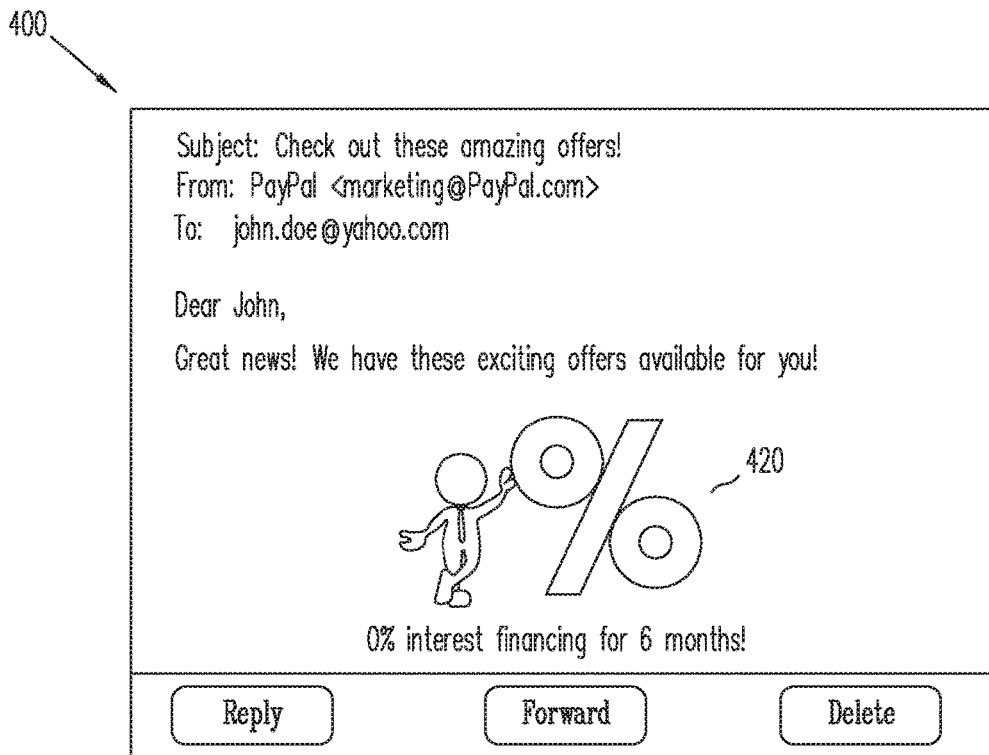 400
Subject: Check out these amazing offers!
From: PayPal <marketing@PayPal.com>
To: john.doe@yahoo.com
Dear John,
Great news! We have these exciting offers available for you!
%
420
0% interest financing for 6 months!
Reply Forward Delete